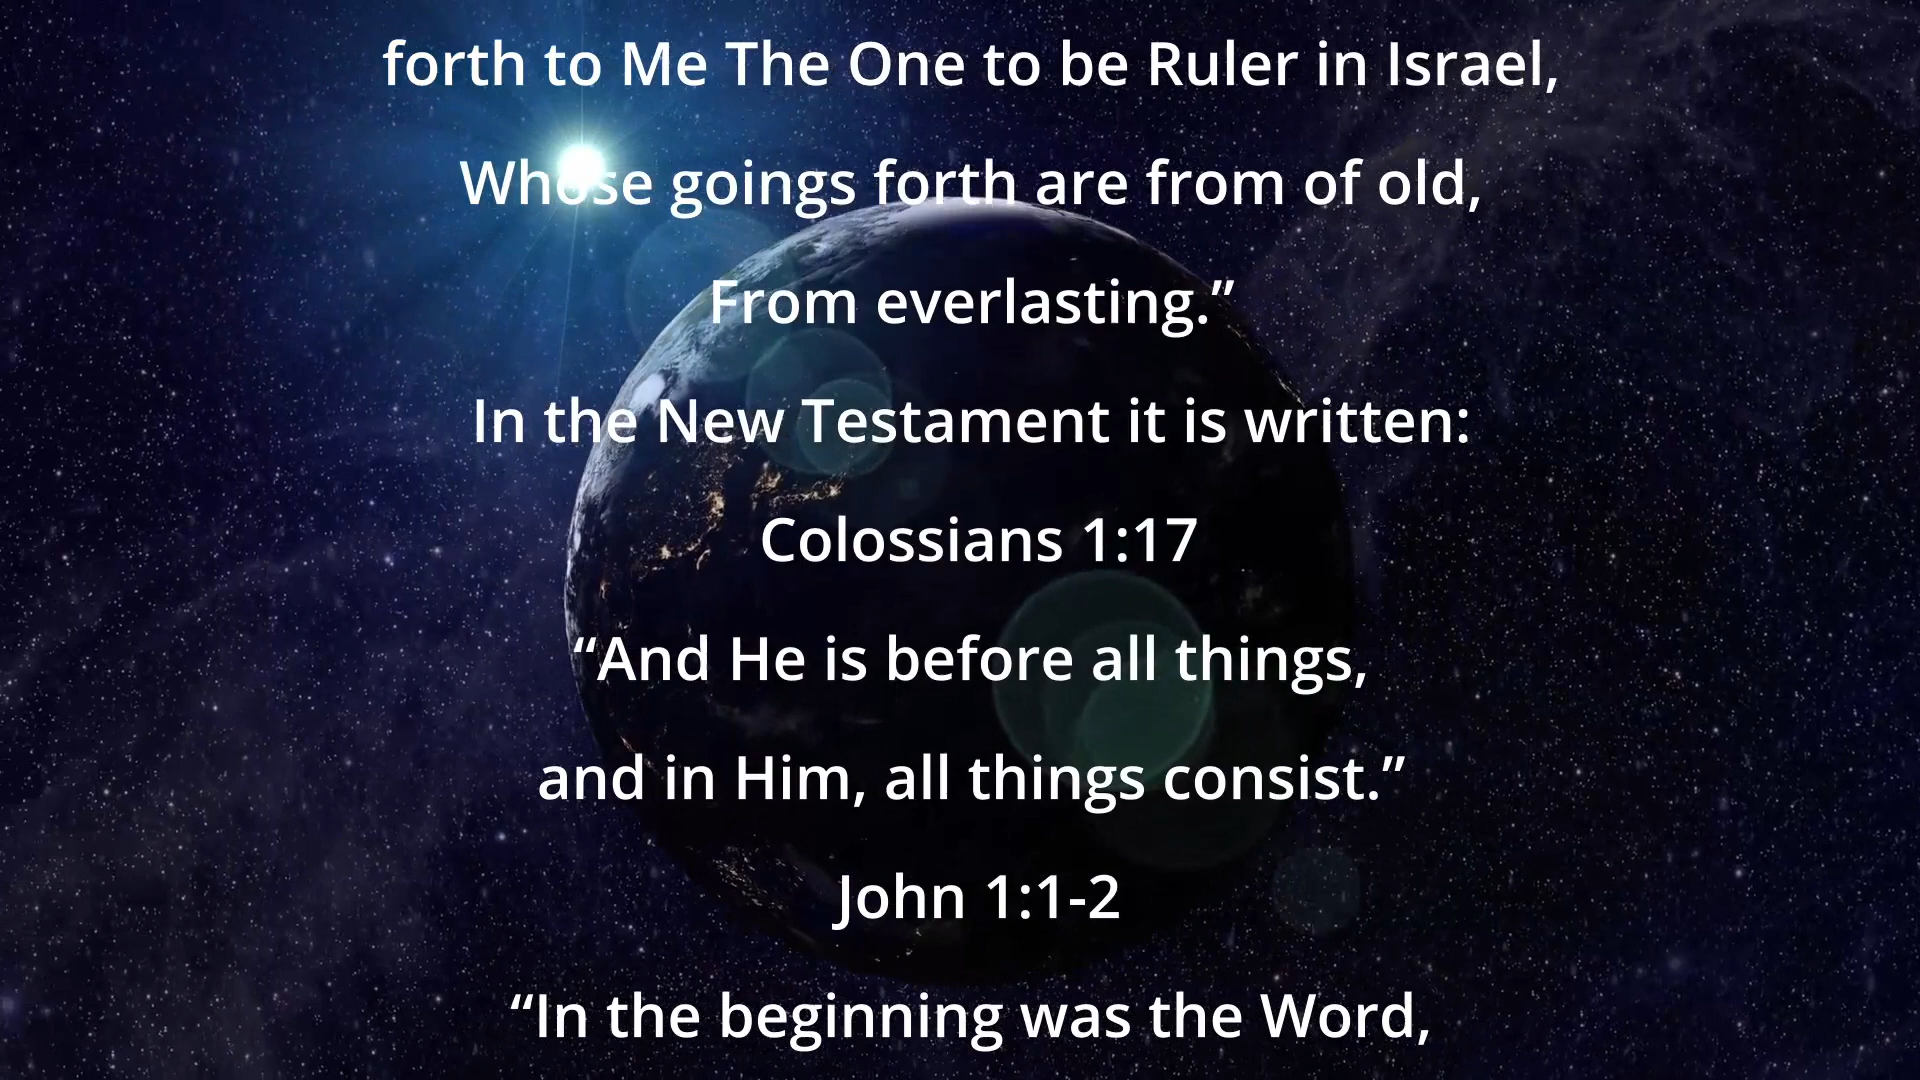 forth to Me The One to be Ruler in Israel,
Whose goings forth are from of old,
From everlasting.”
In the New Testament it is written:
Colossians 1:17
“And He is before all things,
and in Him, all things consist.”
John 1:1-2
“In the beginning was the Word,